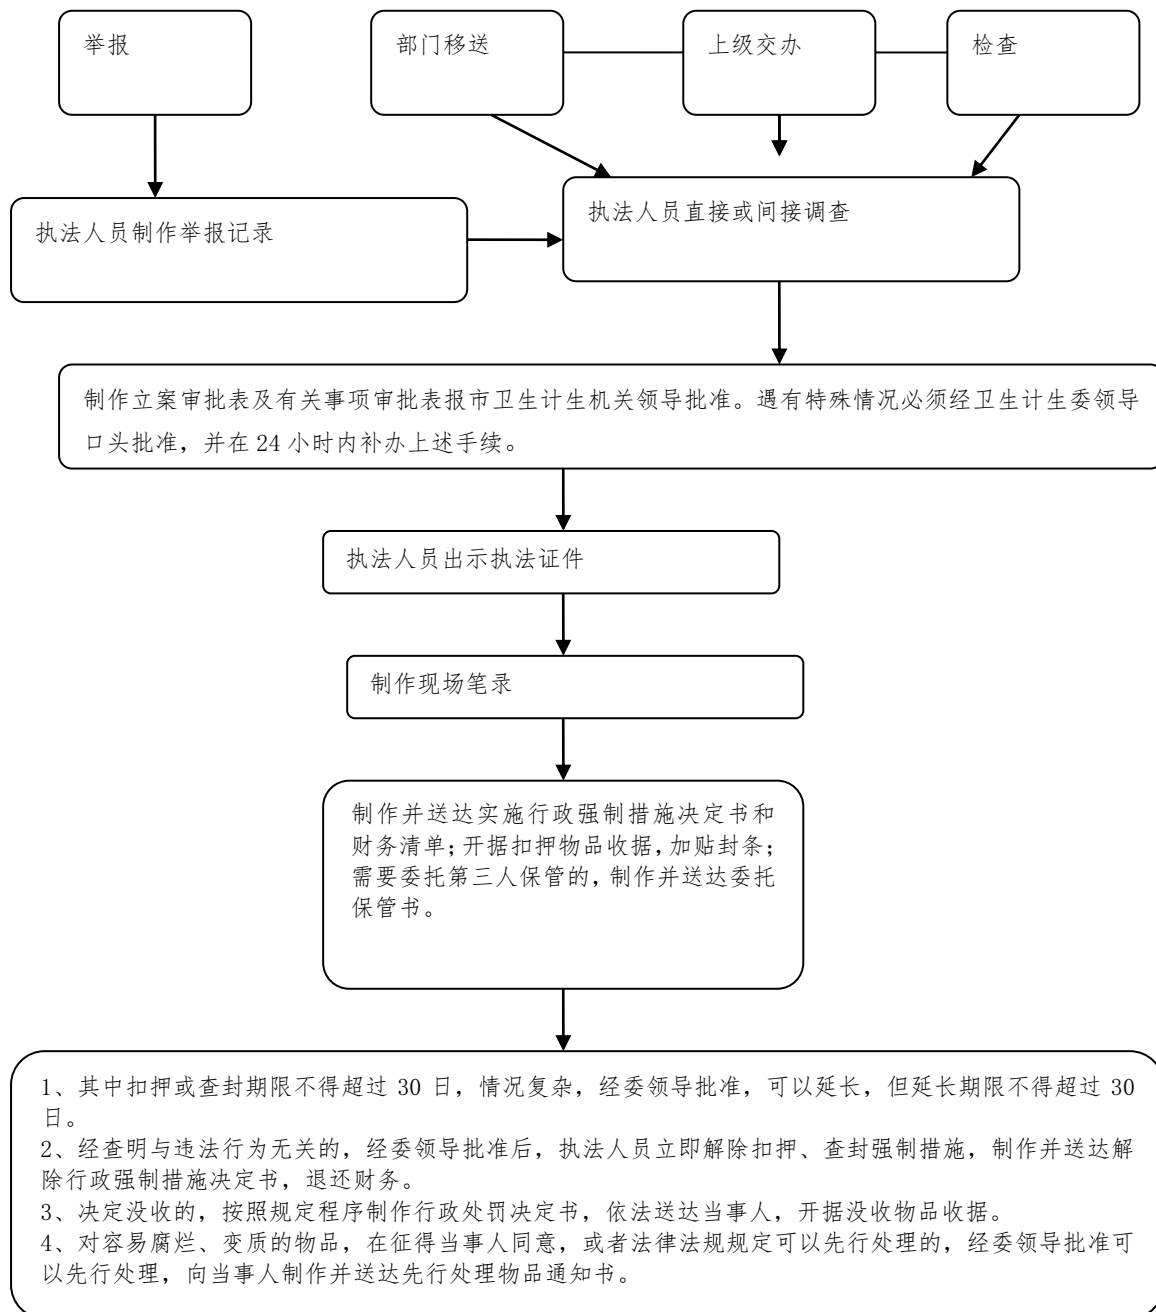 举报
部门移送
上级交办
检查
执法人员制作举报记录
执法人员直接或间接调查
制作立案审批表及有关事项审批表报市卫生计生机关领导批准。遇有特殊情况必须经卫生计生委领导
口头批准，并在 24 小时内补办上述手续。
执法人员出示执法证件
制作现场笔录
制作并送达实施行政强制措施决定书和
财务清单；开据扣押物品收据，加贴封条；
需要委托第三人保管的，制作并送达委托
保管书。
1、其中扣押或查封期限不得超过 30 日，情况复杂，经委领导批准，可以延长，但延长期限不得超过 30
日。
2、经查明与违法行为无关的，经委领导批准后，执法人员立即解除扣押、查封强制措施，制作并送达解
除行政强制措施决定书，退还财务。
3、决定没收的，按照规定程序制作行政处罚决定书，依法送达当事人，开据没收物品收据。
4、对容易腐烂、变质的物品，在征得当事人同意，或者法律法规规定可以先行处理的，经委领导批准可
以先行处理，向当事人制作并送达先行处理物品通知书。